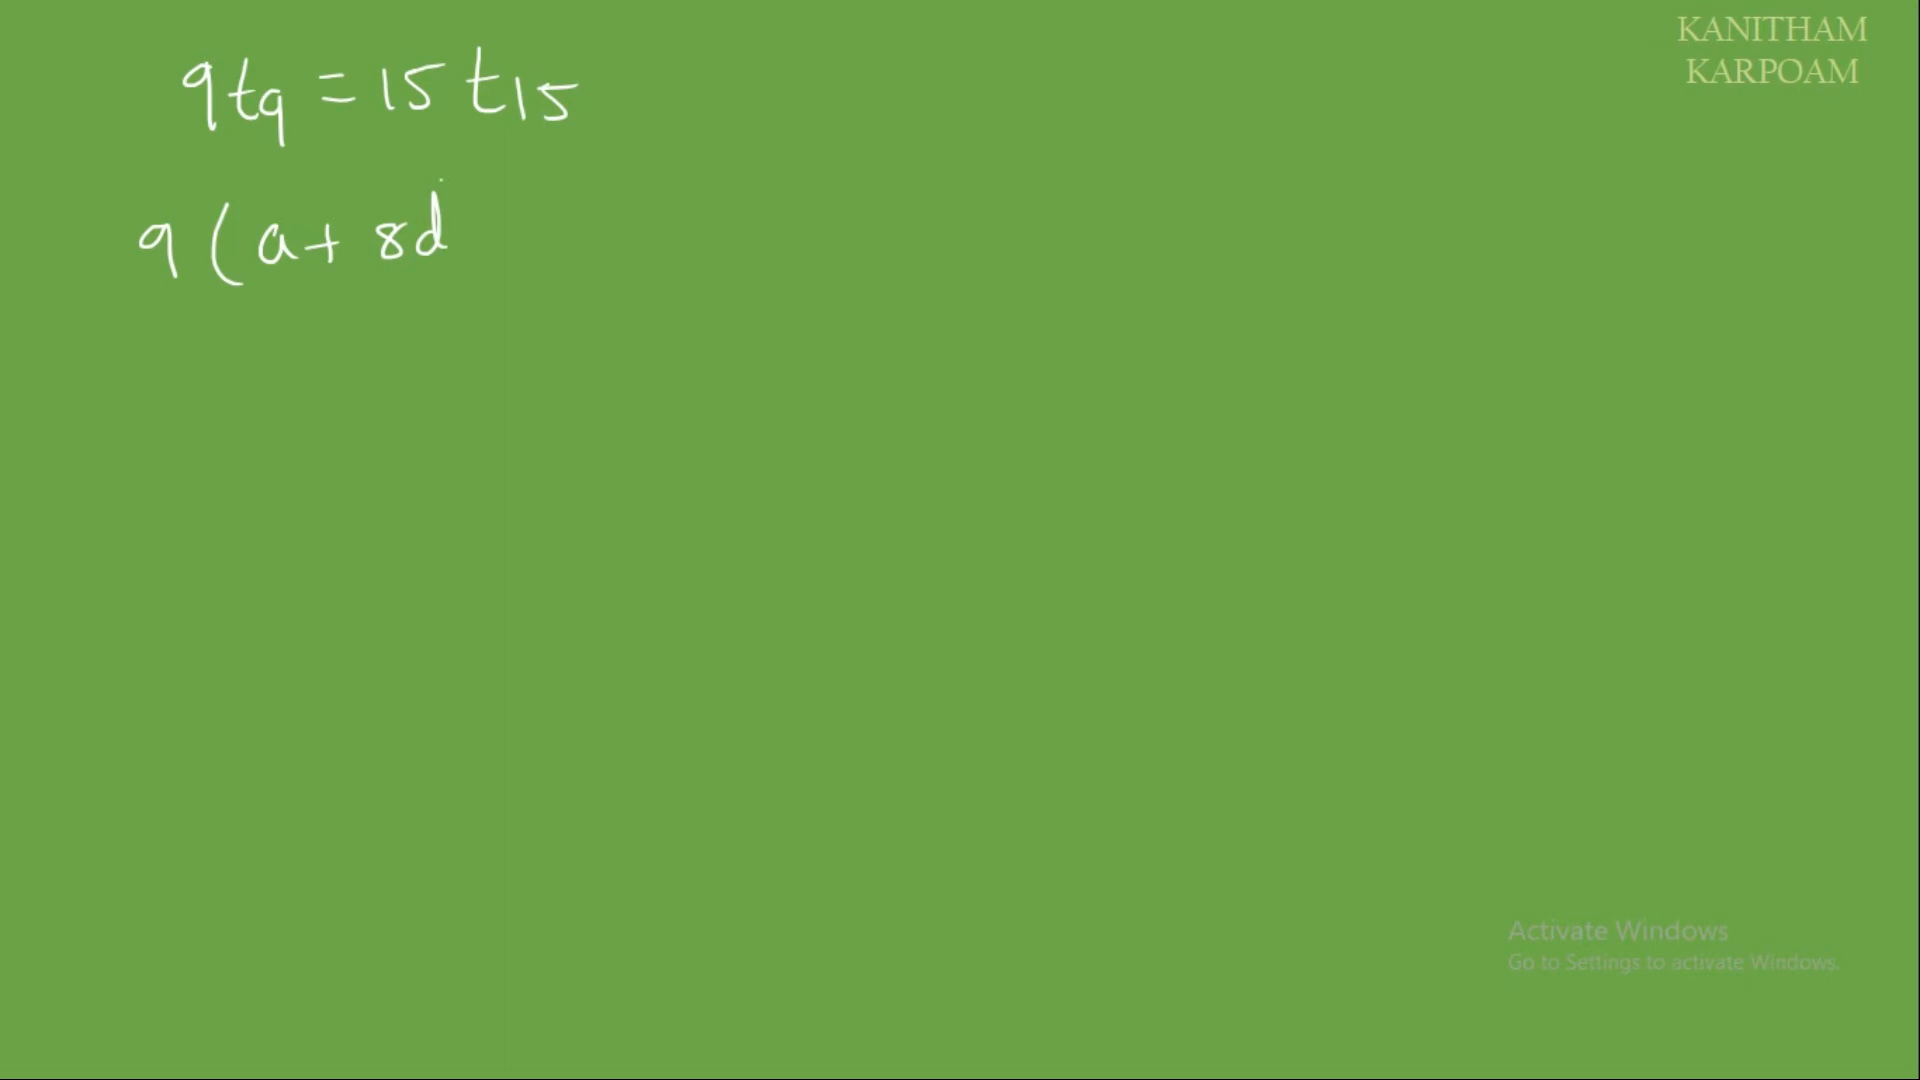 9t9 = 15 t15
9 ( a + 8d
KANITHAM
KARPOAM
Activate Windows
Go to Settings to activate Windows.